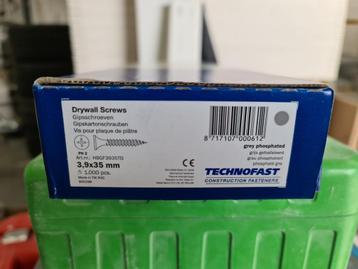 Drywall Screws
Gipsschroeven
Gipskartonschrauben
Vis pour plaque de plâtre
PH 2
3,9x35 mm
1,000 pcs.
8 717107 000612
grey phosphated
grijs gefosfateerd
grau phosphatiert
phosphaté gris
TECHNOFAST
CONSTRUCTION FASTENERS